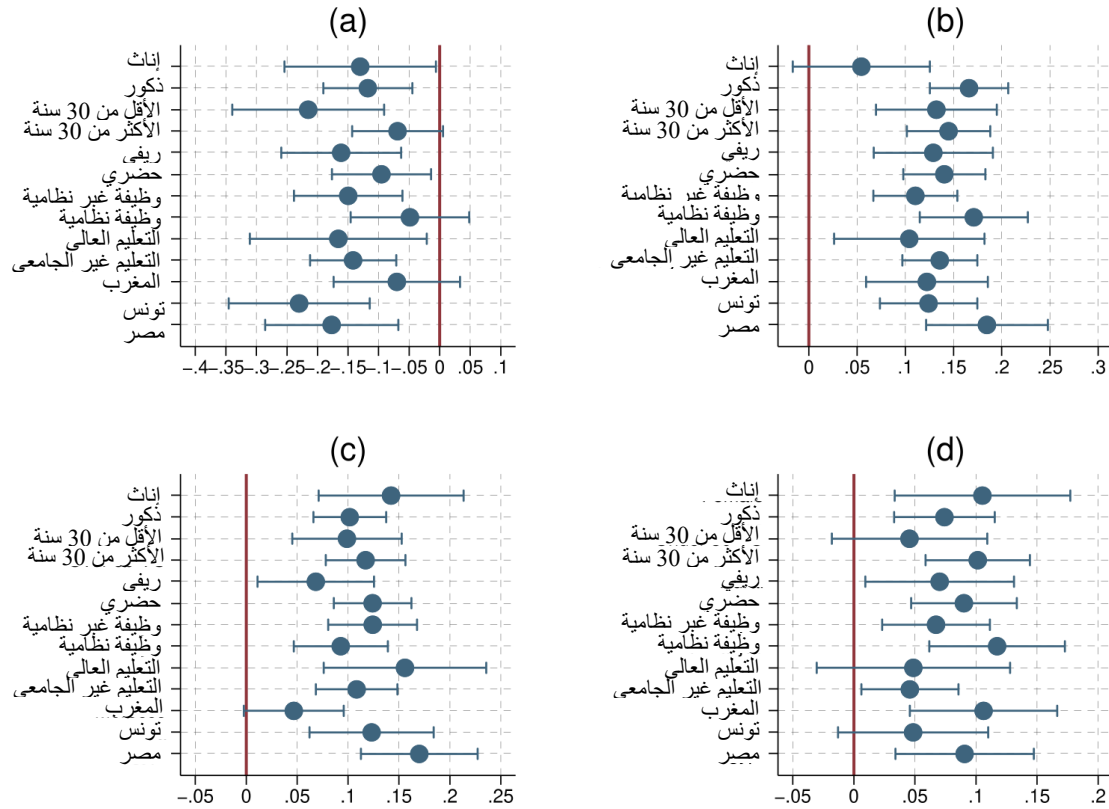 (a)
إناث
ذكور
الأقل من 30 سنة
الأكثر من 30 سنة
ريفي
حضري
وظيفة غير نظامية
وظيفة نظامية
التعليم العالي
التعليم غير الجامعي
المغرب
تونس
مصر
-.4 -.35 -.3 -.25 -.2 -.15 -.1 -.05 0 .05 .1
(b)
إناث
ذكور
الأقل من 30 سنة
الأكثر من 30 سنة
ريفي
حضري
وظيفة غير نظامية
وظيفة نظامية
التعليم العالي
التعليم غير الجامعي
المغرب
تونس
مصر
0 .05 .1 .15 .2 .25 .3
(c)
إناث
ذكور
الأقل من 30 سنة
الأكثر من 30 سنة
ريفي
حضري
وظيفة غير نظامية
وظيفة نظامية
التعليم العالي
التعليم غير الجامعي
المغرب
تونس
مصر
-.05 0 .05 .1 .15 .2 .25
(d)
إناث
ذكور
الأقل من 30 سنة
الأكثر من 30 سنة
ريفي
حضري
وظيفة غير نظامية
وظيفة نظامية
التعليم العالي
التعليم غير الجامعي
المغرب
تونس
مصر
-.05 0 .05 .1 .15 .2